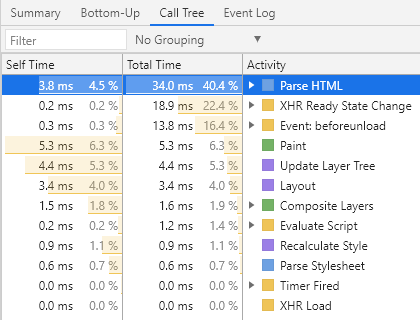 Summary Bottom-Up Call Tree Event Log
Filter No Grouping ▼
Self Time Total Time Activity
3.8 ms 4.5 % 34.0 ms 40.4 % Parse HTML
0.2 ms 0.2 % 18.9 ms 22.4 % XHR Ready State Change
0.3 ms 0.3 % 13.8 ms 16.4 % Event: beforeunload
5.3 ms 6.3 % 5.3 ms 6.3 % Paint
4.4 ms 5.3 % 4.4 ms 5.3 % Update Layer Tree
3.4 ms 4.0 % 3.4 ms 4.0 % Layout
1.5 ms 1.8 % 1.6 ms 1.9 % Composite Layers
0.2 ms 0.2 % 1.2 ms 1.4 % Evaluate Script
0.9 ms 1.1 % 0.9 ms 1.1 % Recalculate Style
0.6 ms 0.7 % 0.6 ms 0.7 % Parse Stylesheet
0.0 ms 0.0 % 0.0 ms 0.0 % Timer Fired
0.0 ms 0.0 % 0.0 ms 0.0 % XHR Load